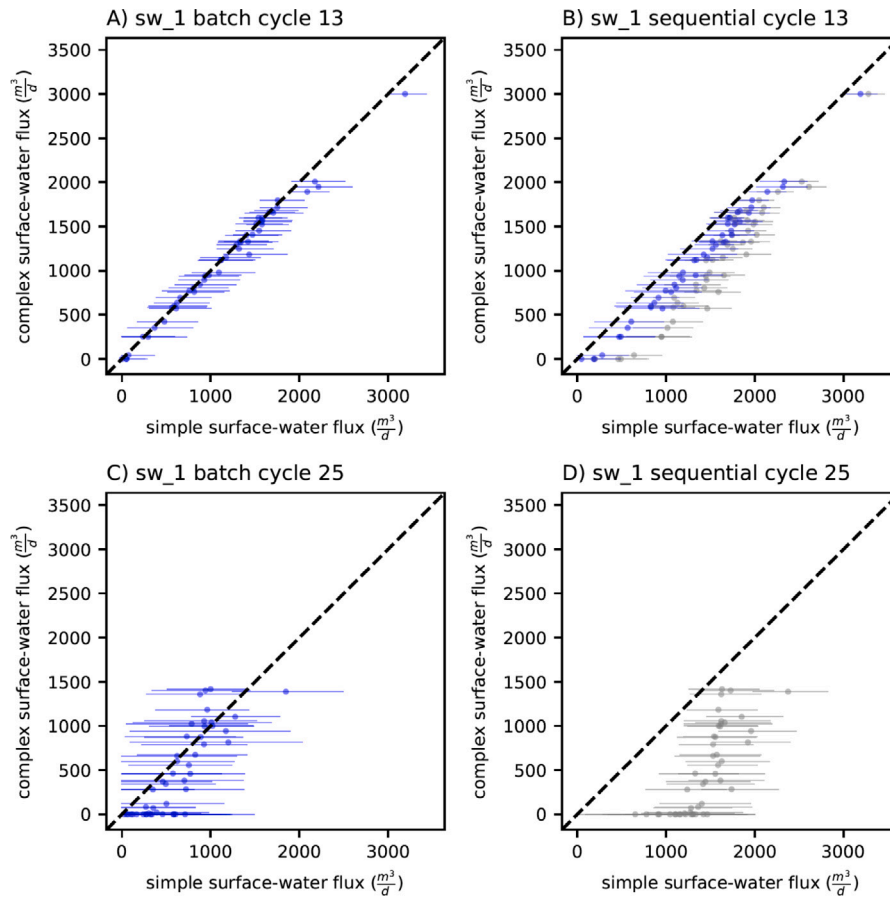 A) sw_1 batch cycle 13
complex surface-water flux (m³/d)
3500
3000
2500
2000
1500
1000
500
0
0 1000 2000 3000
simple surface-water flux (m³/d)
B) sw_1 sequential cycle 13
complex surface-water flux (m³/d)
3500
3000
2500
2000
1500
1000
500
0
0 1000 2000 3000
simple surface-water flux (m³/d)
C) sw_1 batch cycle 25
complex surface-water flux (m³/d)
3500
3000
2500
2000
1500
1000
500
0
0 1000 2000 3000
simple surface-water flux (m³/d)
D) sw_1 sequential cycle 25
complex surface-water flux (m³/d)
3500
3000
2500
2000
1500
1000
500
0
0 1000 2000 3000
simple surface-water flux (m³/d)